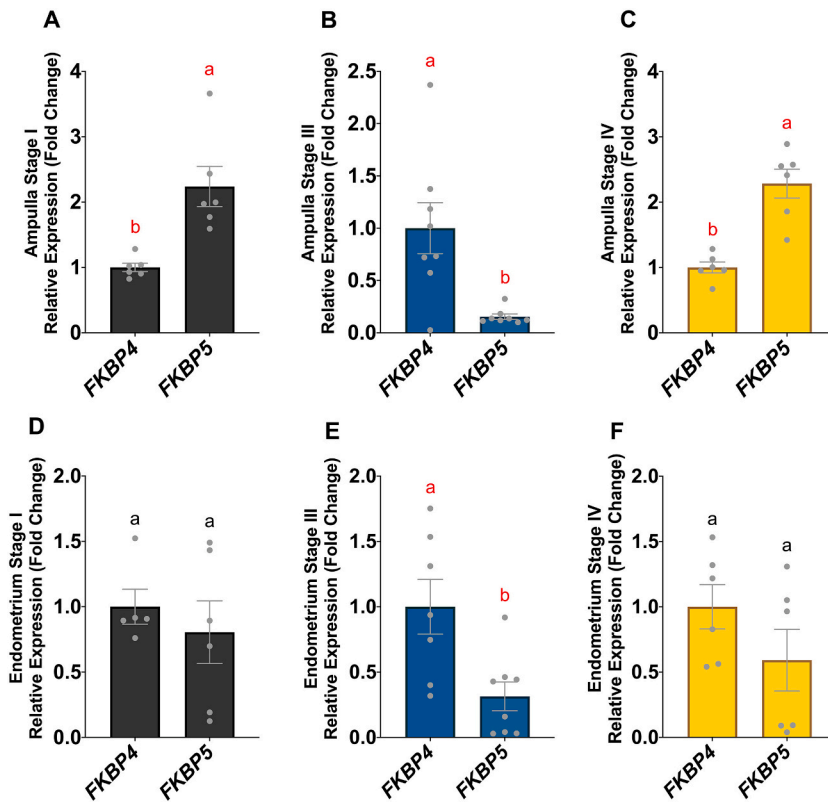 A
Ampulla Stage I
Relative Expression (Fold Change)
4
3
2
1
0
b
a
FKBP4
FKBP5
B
Ampulla Stage III
Relative Expression (Fold Change)
2.5
2.0
1.5
1.0
0.5
0.0
a
b
FKBP4
FKBP5
C
Ampulla Stage IV
Relative Expression (Fold Change)
4
3
2
1
0
b
a
FKBP4
FKBP5
D
Endometrium Stage I
Relative Expression (Fold Change)
2.0
1.5
1.0
0.5
0.0
a
a
FKBP4
FKBP5
E
Endometrium Stage III
Relative Expression (Fold Change)
2.0
1.5
1.0
0.5
0.0
a
b
FKBP4
FKBP5
F
Endometrium Stage IV
Relative Expression (Fold Change)
2.0
1.5
1.0
0.5
0.0
a
a
FKBP4
FKBP5